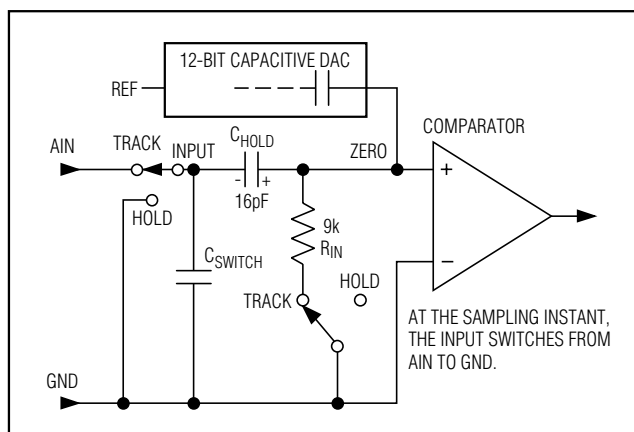 12-BIT CAPACITIVE DAC
REF
COMPARATOR
AIN
TRACK
INPUT
C_HOLD
ZERO
+
- +
16pF
HOLD
9k
R_IN
C_SWITCH
HOLD
TRACK
−
AT THE SAMPLING INSTANT,
THE INPUT SWITCHES FROM
AIN TO GND.
GND